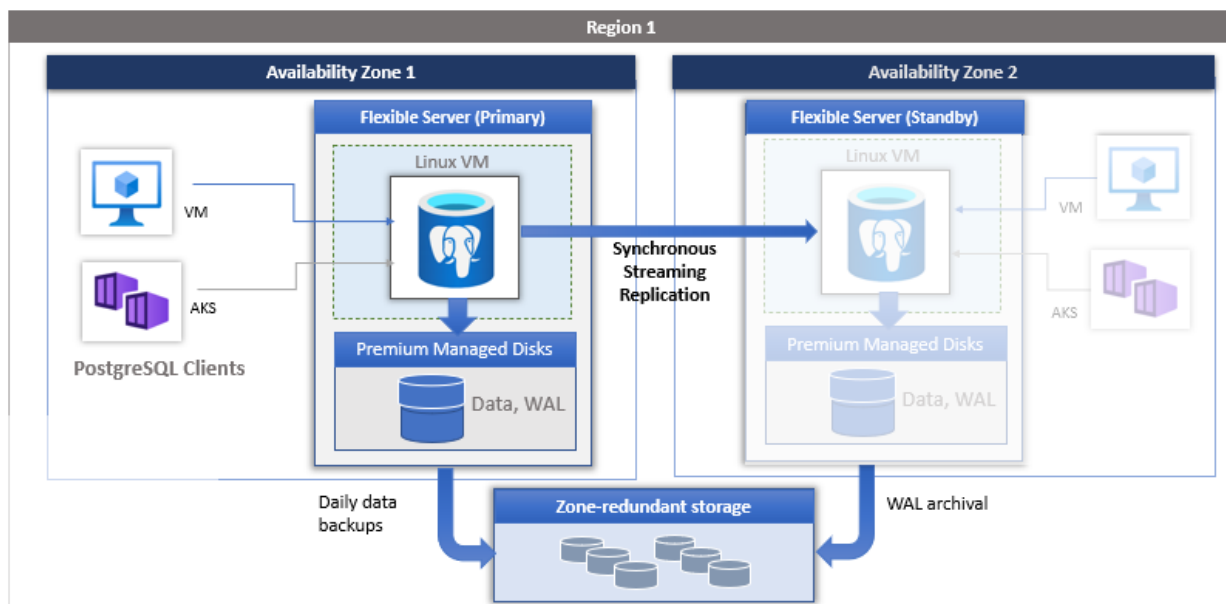 Region 1
Availability Zone 1
Flexible Server (Primary)
Linux VM
VM
AKS
PostgreSQL Clients
Premium Managed Disks
Data, WAL
Synchronous
Streaming
Replication
Availability Zone 2
Flexible Server (Standby)
Linux VM
VM
AKS
Premium Managed Disks
Data, WAL
Daily data
backups
Zone-redundant storage
WAL archival